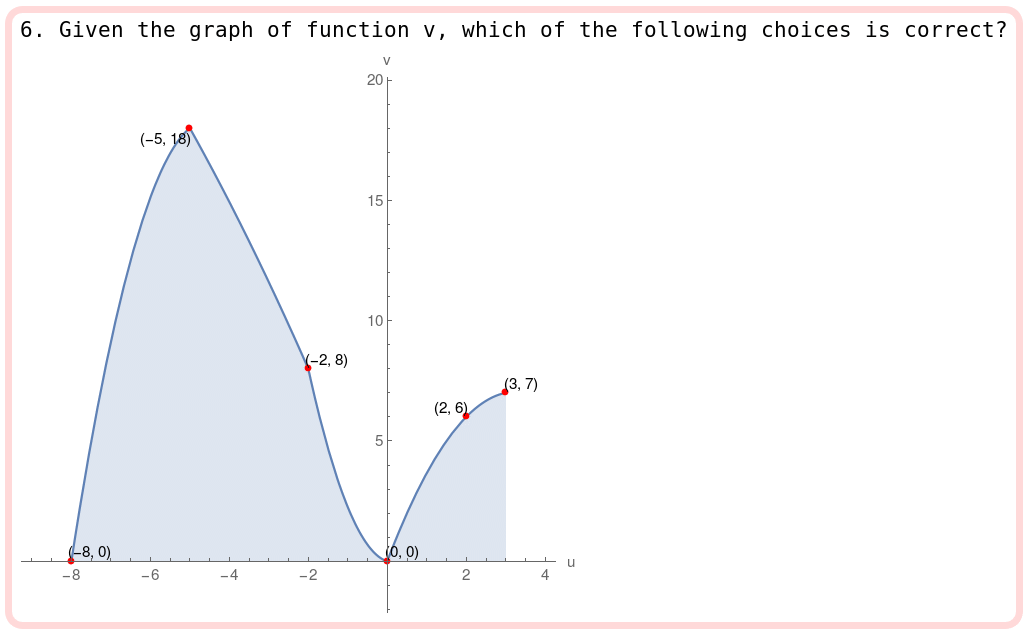 6. Given the graph of function v, which of the following choices is correct?
v
20
(−5, 18)
15
10
(−2, 8)
(3, 7)
(2, 6)
5
(−8, 0) (0, 0)
u
−8 −6 −4 −2 2 4